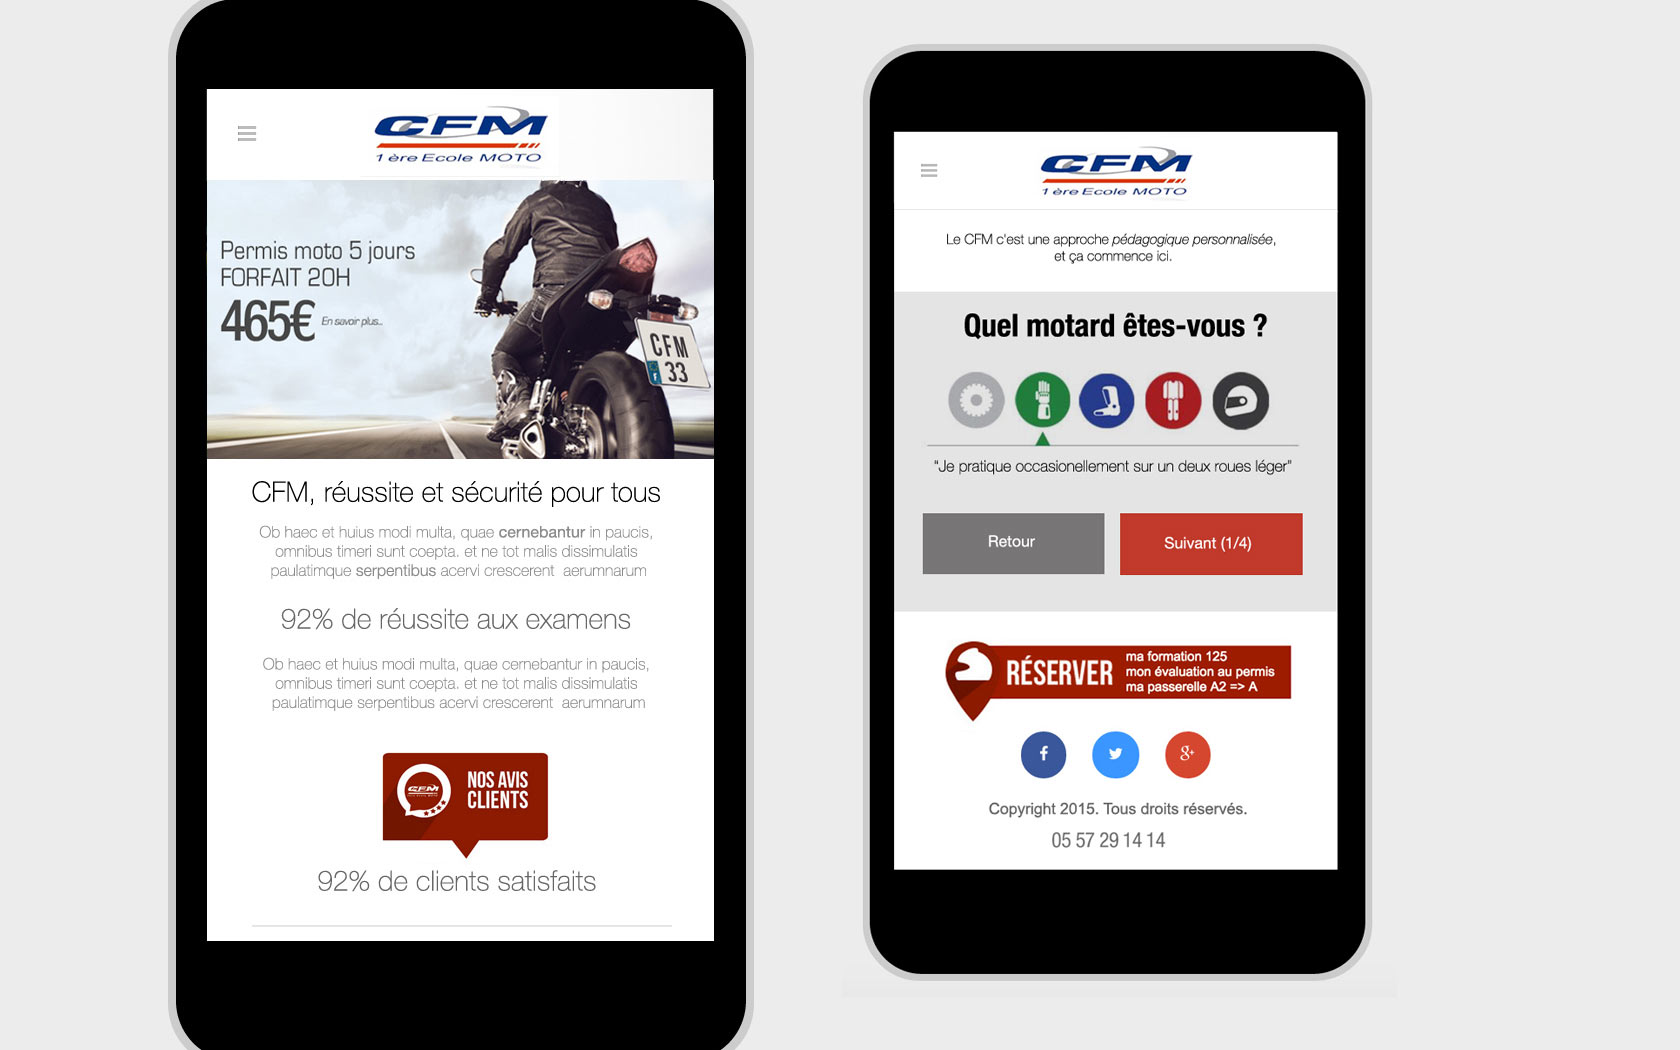 CFM
1 ère Ecole MOTO
Permis moto 5 jours
FORFAIT 20H
465€ En savoir plus...
CFM
33
F
CFM, réussite et sécurité pour tous
Ob haec et huius modi multa, quae cernebantur in paucis,
omnibus timeri sunt coepta. et ne tot malis dissimulatis
paulatimque serpentibus acervi crescerent aerumnarum
92% de réussite aux examens
Ob haec et huius modi multa, quae cernebantur in paucis,
omnibus timeri sunt coepta. et ne tot malis dissimulatis
paulatimque serpentibus acervi crescerent aerumnarum
CFM
NOS AVIS
CLIENTS
92% de clients satisfaits
CFM
1 ère Ecole MOTO
Le CFM c'est une approche pédagogique personnalisée,
et ça commence ici.
Quel motard êtes-vous ?
“Je pratique occasionellement sur un deux roues léger”
Retour
Suivant (1/4)
RÉSERVER
ma formation 125
mon évaluation au permis
ma passerelle A2 => A
f
g+
Copyright 2015. Tous droits réservés.
05 57 29 14 14